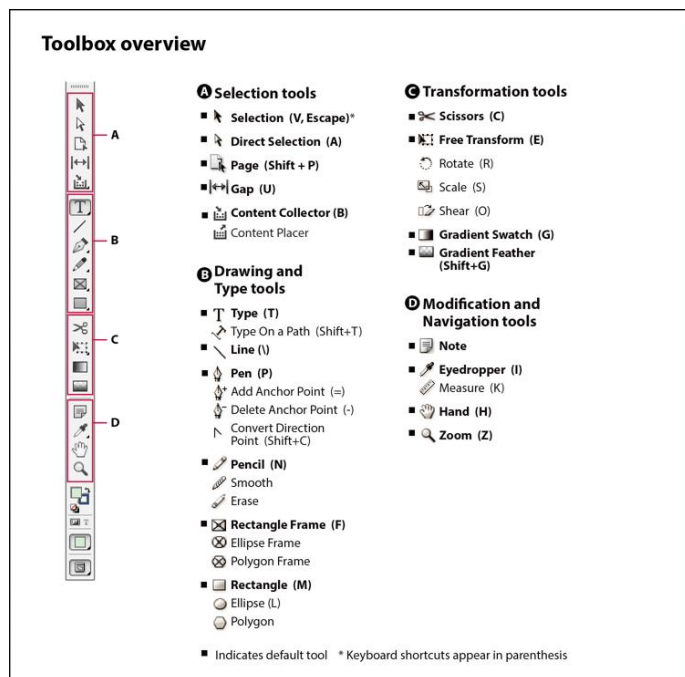 Toolbox overview
A
B
C
D
A Selection tools
■ Selection (V, Escape)*
■ Direct Selection (A)
■ Page (Shift + P)
■ Gap (U)
■ Content Collector (B)
Content Placer
B Drawing and
Type tools
■ T Type (T)
Type On a Path (Shift+T)
■ Line (\)
■ Pen (P)
Add Anchor Point (=)
Delete Anchor Point (-)
Convert Direction
Point (Shift+C)
■ Pencil (N)
Smooth
Erase
■ Rectangle Frame (F)
Ellipse Frame
Polygon Frame
■ Rectangle (M)
Ellipse (L)
Polygon
C Transformation tools
■ Scissors (C)
■ Free Transform (E)
Rotate (R)
Scale (S)
Shear (O)
■ Gradient Swatch (G)
■ Gradient Feather
(Shift+G)
D Modification and
Navigation tools
■ Note
■ Eyedropper (I)
Measure (K)
■ Hand (H)
■ Zoom (Z)
■ Indicates default tool * Keyboard shortcuts appear in parenthesis